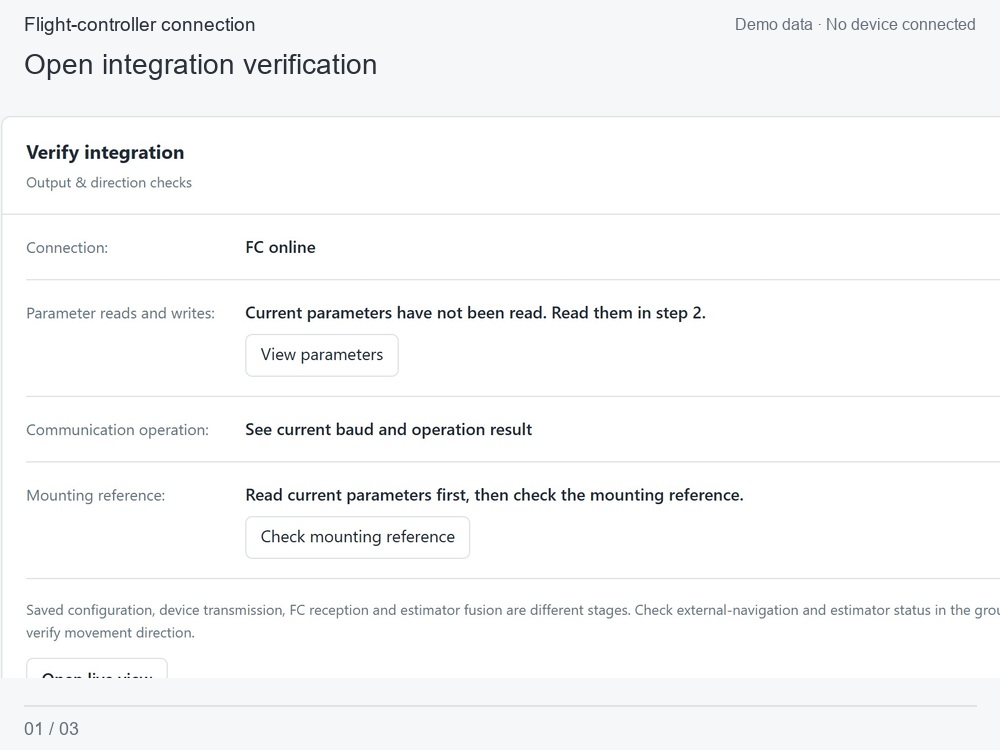 Flight-controller connection
Demo data · No device connected
Open integration verification
Verify integration
Output & direction checks
Connection: FC online
Parameter reads and writes: Current parameters have not been read. Read them in step 2.
View parameters
Communication operation: See current baud and operation result
Mounting reference: Read current parameters first, then check the mounting reference.
Check mounting reference
Saved configuration, device transmission, FC reception and estimator fusion are different stages. Check external-navigation and estimator status in the
verify movement direction.
Open live view
01 / 03